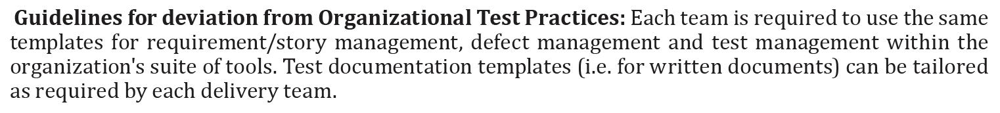 Guidelines for deviation from Organizational Test Practices: Each team is required to use the same
templates for requirement/story management, defect management and test management within the
organization's suite of tools. Test documentation templates (i.e. for written documents) can be tailored
as required by each delivery team.